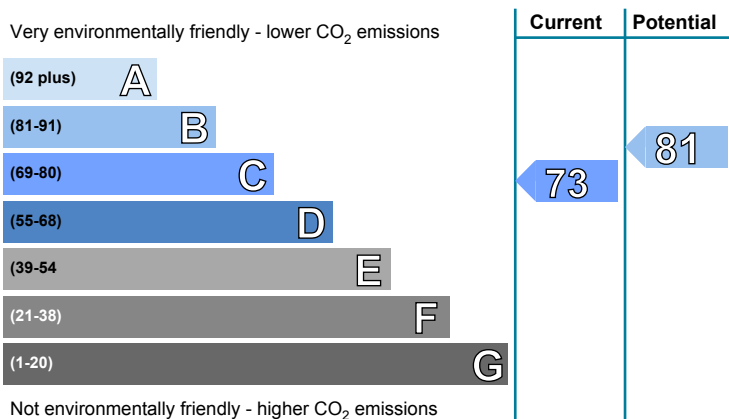 Very environmentally friendly - lower CO₂ emissions
Current
Potential
(92 plus) A
(81-91) B
(69-80) C
(55-68) D
(39-54 E
(21-38) F
(1-20) G
73
81
Not environmentally friendly - higher CO₂ emissions